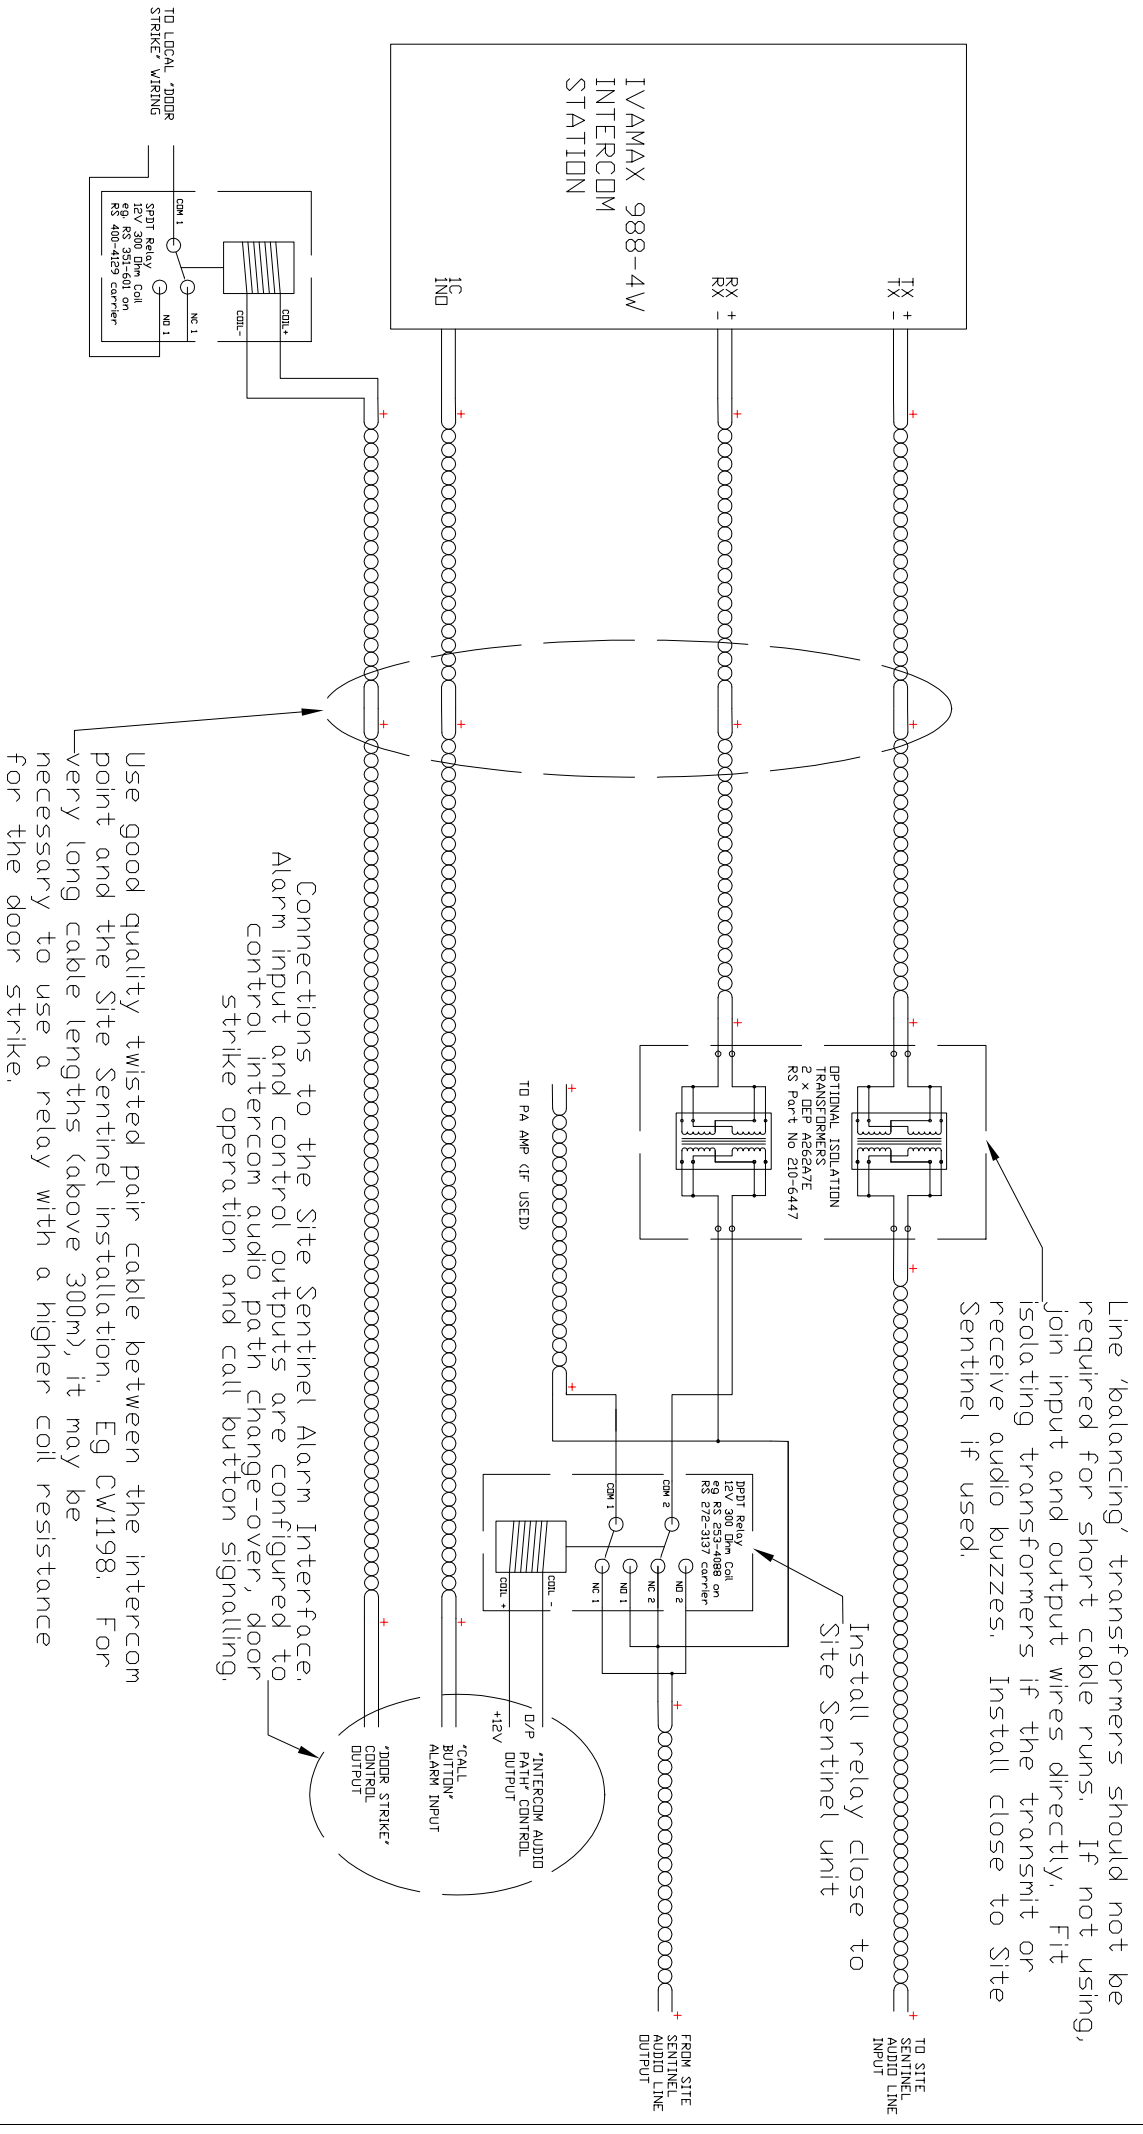 IVAMAX 988-4W
INTERCOM
STATION
TX +
TX -
RX +
RX -
1C
1NO
TO LOCAL "DOOR
STRIKE" WIRING
COM 1
SPDT Relay
12V 300 Ohm Coil
eg. RS 351-601 on
RS 400-4129 carrier
COIL+
COIL-
NC 1
NO 1
+
+
+
+
+
+
+
+
+
+
Line 'balancing' transformers should not be
required for short cable runs. If not using,
join input and output wires directly. Fit
isolating transformers if the transmit or
receive audio buzzes. Install close to Site
Sentinel if used.
OPTIONAL ISOLATION
TRANSFORMERS
2 x OEP A262A7E
RS Part No 210-6447
+
+
TO PA AMP (IF USED)
+
DPDT Relay
12V 300 Ohm Coil
eg RS 253-4088 on
RS 272-3137 carrier
COM 2
COM 1
NO 2
NC 2
NO 1
NC 1
COIL -
COIL +
Install relay close to
Site Sentinel unit
+
+
+
+
TO SITE
SENTINEL
AUDIO LINE
INPUT
FROM SITE
SENTINEL
AUDIO LINE
OUTPUT
O/P
+12V
"INTERCOM AUDIO
PATH" CONTROL
OUTPUT
"CALL
BUTTON"
ALARM INPUT
"DOOR STRIKE"
CONTROL
OUTPUT
Connections to the Site Sentinel Alarm Interface.
Alarm input and control outputs are configured to
control intercom audio path change-over, door
strike operation and call button signalling.
Use good quality twisted pair cable between the intercom
point and the Site Sentinel installation. Eg CW1198. For
very long cable lengths (above 300m), it may be
necessary to use a relay with a higher coil resistance
for the door strike.